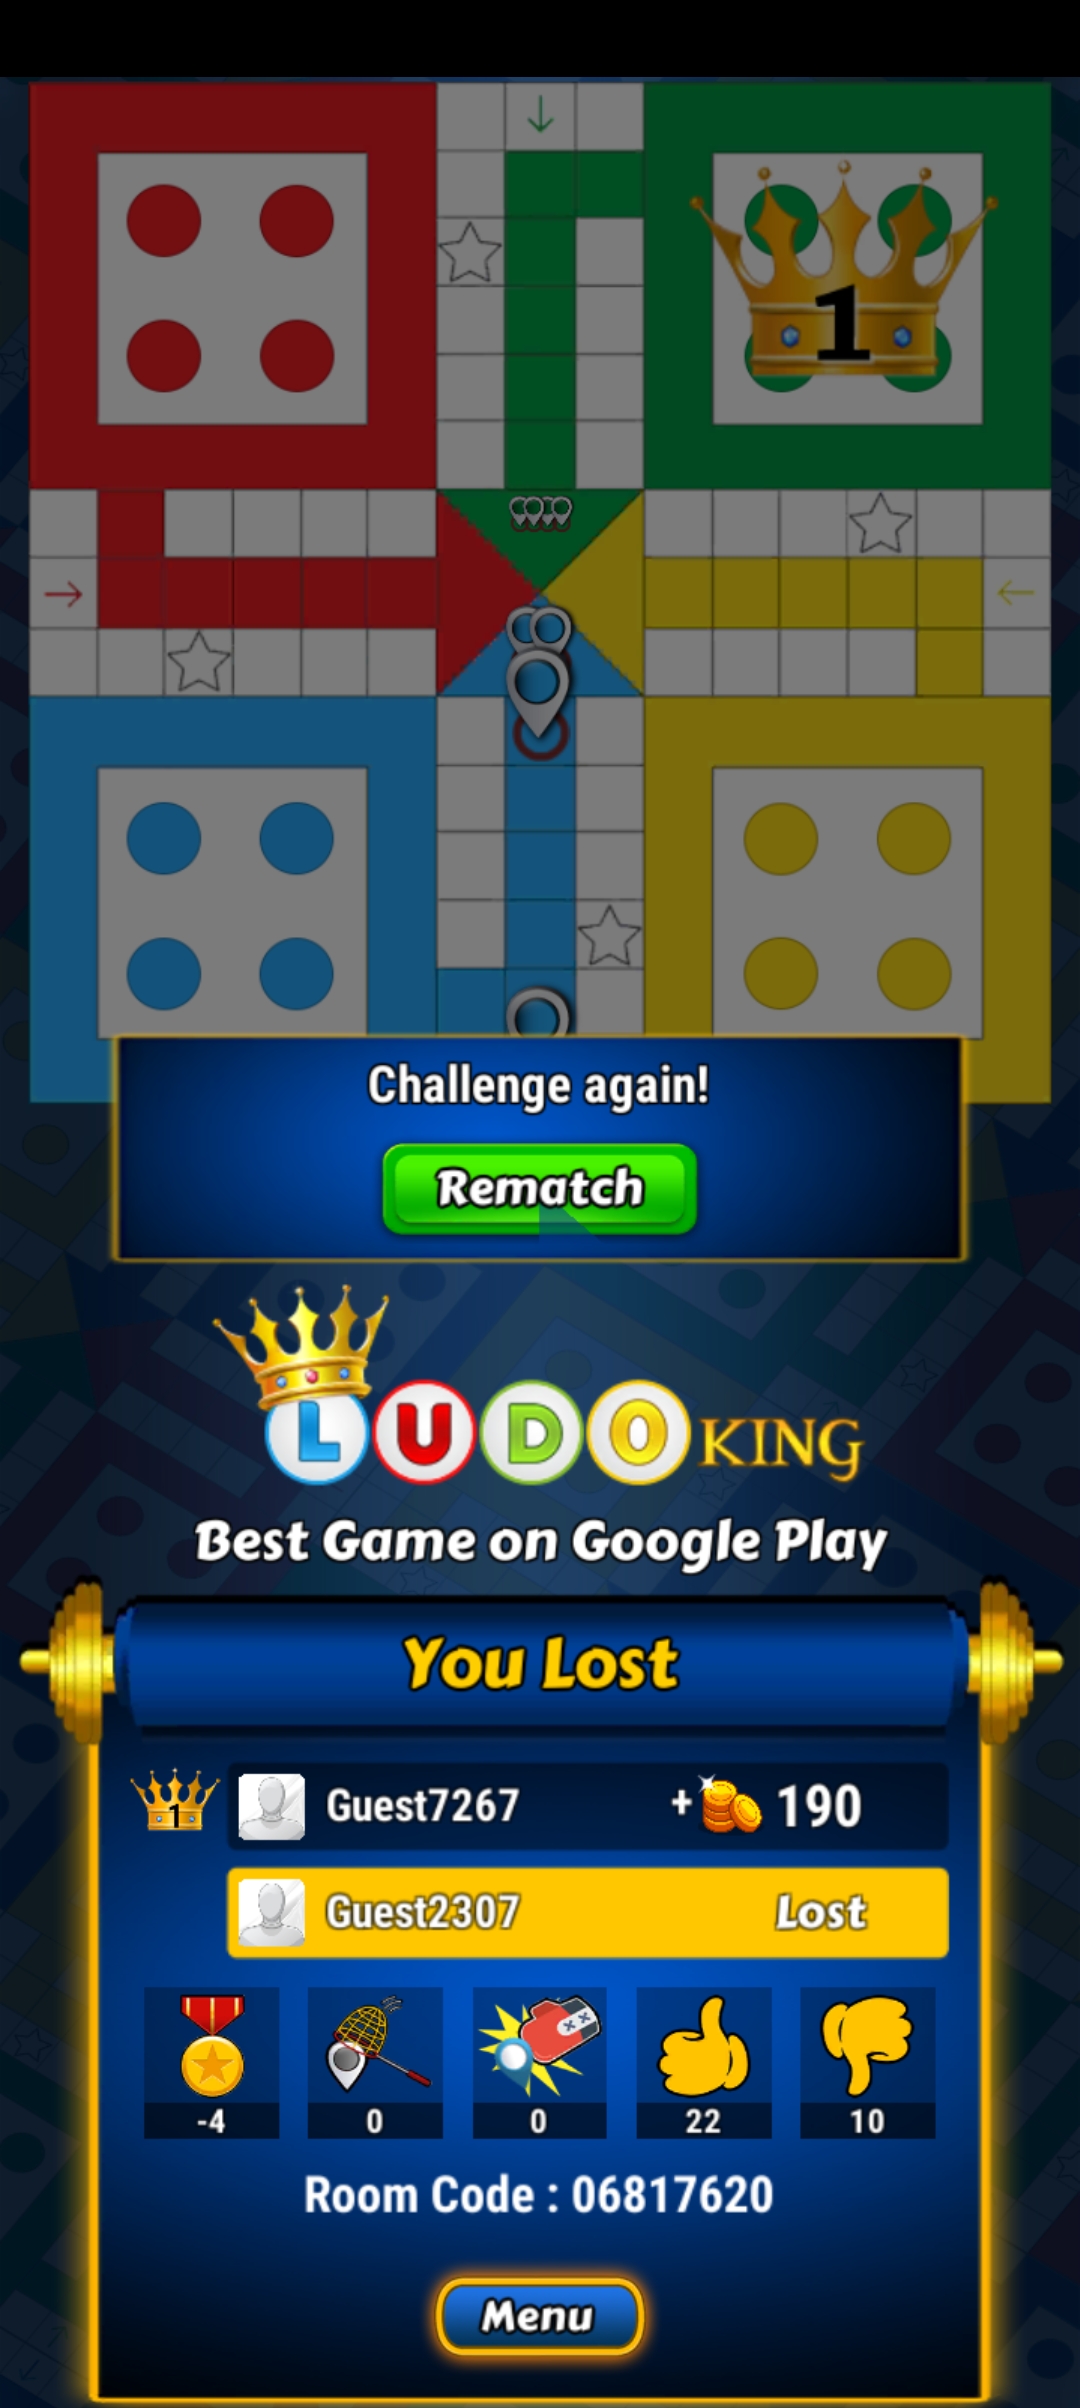 1
Challenge again!
Rematch
LUDO KING
Best Game on Google Play
You Lost
1 Guest7267 + 190
Guest2307 Lost
-4 0 0 22 10
Room Code : 06817620
Menu